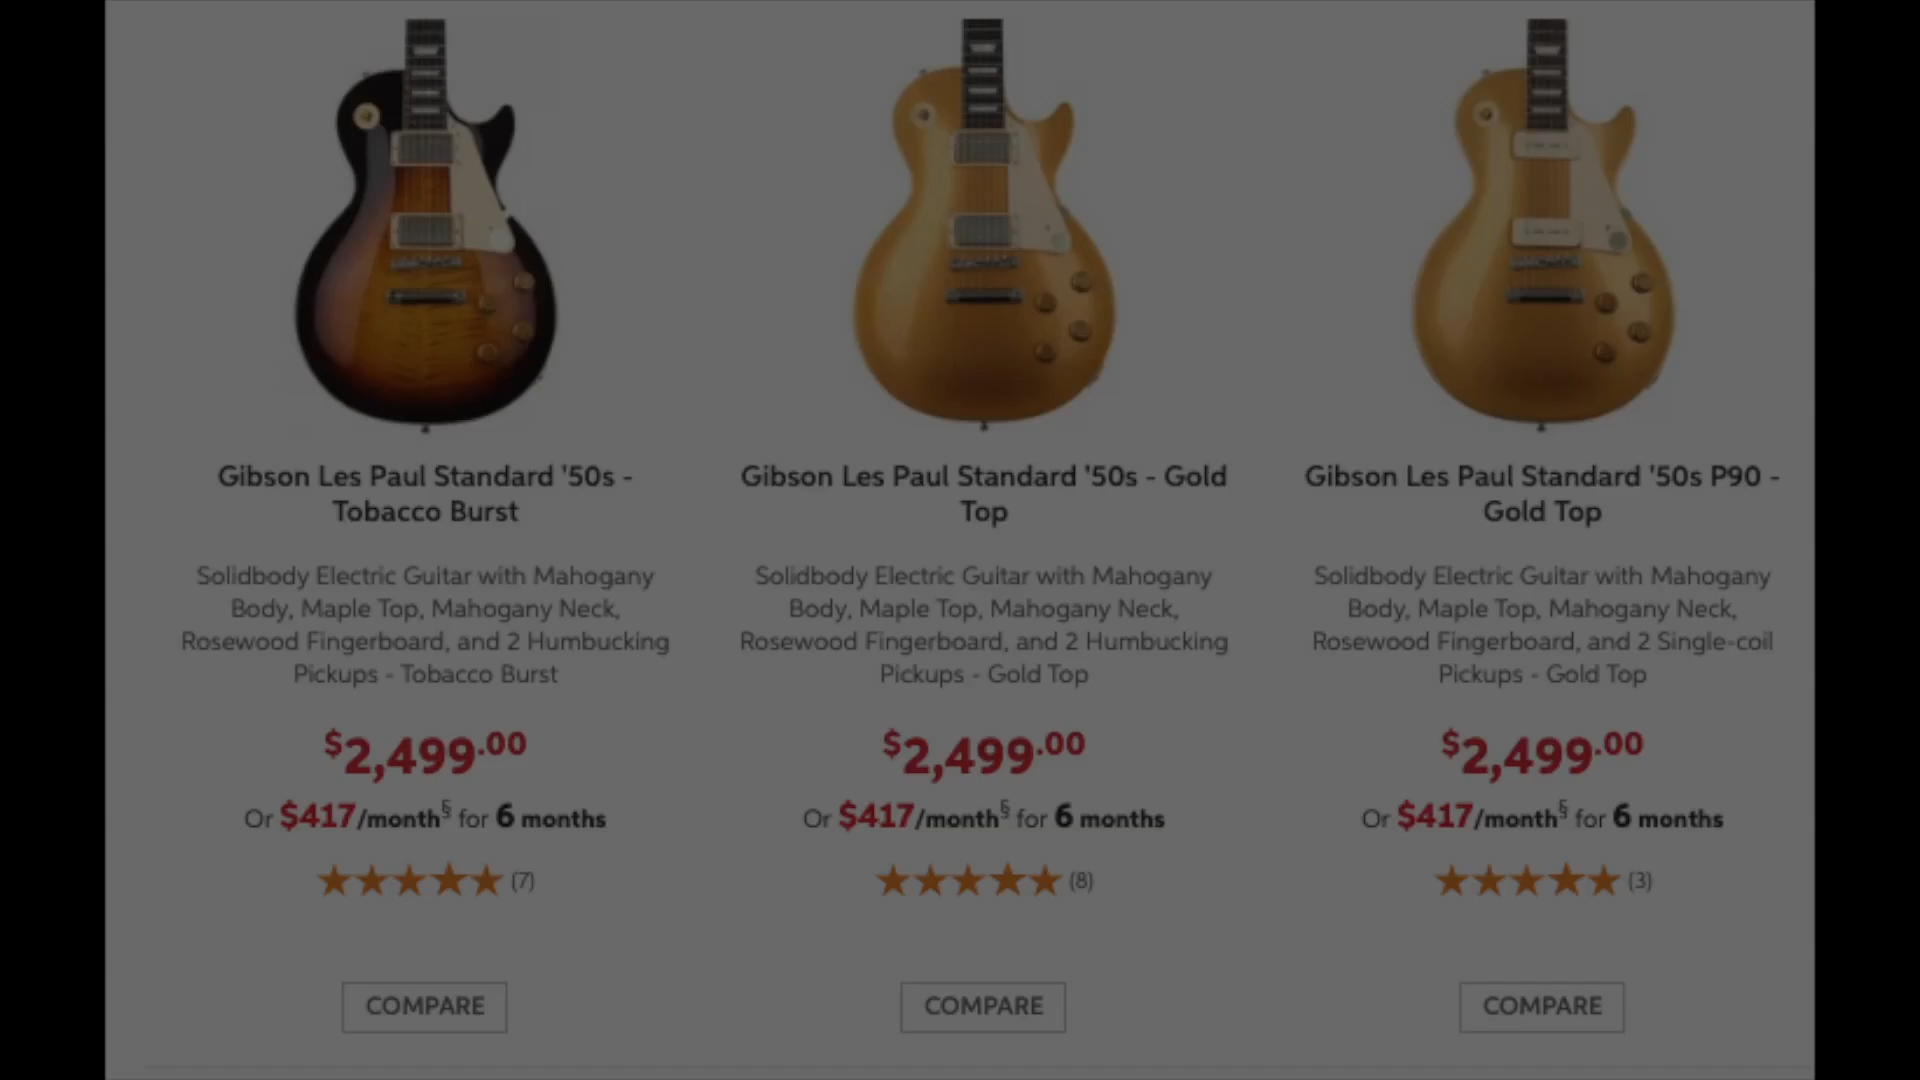 Gibson Les Paul Standard '50s -
Tobacco Burst
Solidbody Electric Guitar with Mahogany
Body, Maple Top, Mahogany Neck,
Rosewood Fingerboard, and 2 Humbucking
Pickups - Tobacco Burst
$2,499.00
Or $417/month§ for 6 months
(7)
COMPARE
Gibson Les Paul Standard '50s - Gold
Top
Solidbody Electric Guitar with Mahogany
Body, Maple Top, Mahogany Neck,
Rosewood Fingerboard, and 2 Humbucking
Pickups - Gold Top
$2,499.00
Or $417/month§ for 6 months
(8)
COMPARE
Gibson Les Paul Standard '50s P90 -
Gold Top
Solidbody Electric Guitar with Mahogany
Body, Maple Top, Mahogany Neck,
Rosewood Fingerboard, and 2 Single-coil
Pickups - Gold Top
$2,499.00
Or $417/month§ for 6 months
(3)
COMPARE